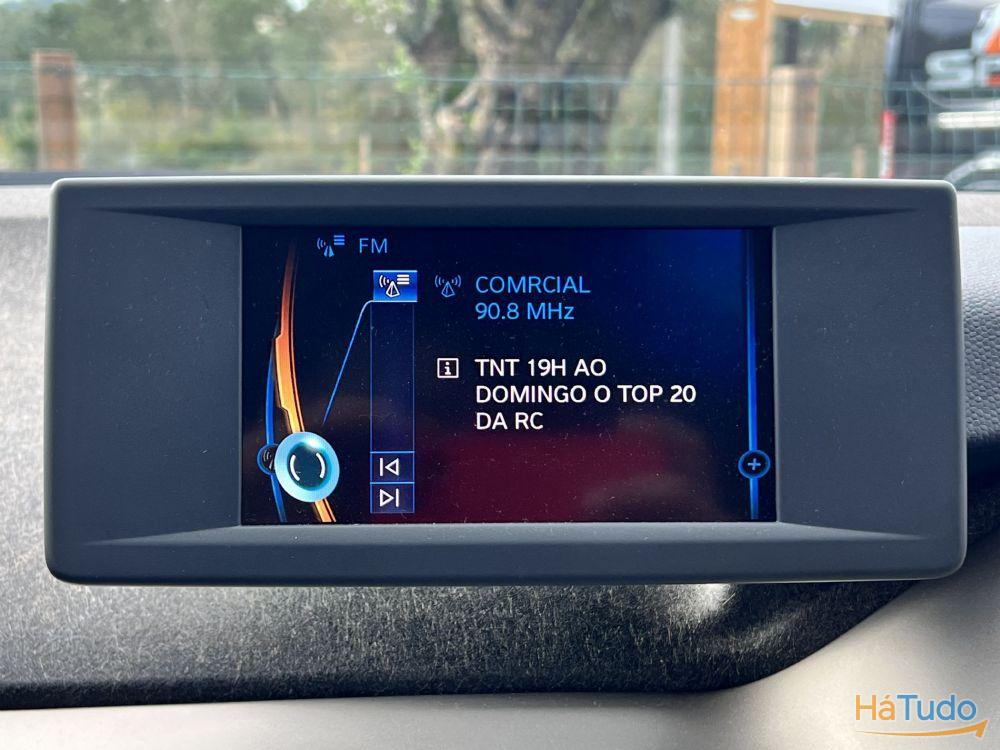 FM
COMRCIAL
90.8 MHz
TNT 19H AO
DOMINGO O TOP 20
DA RC
HáTudo